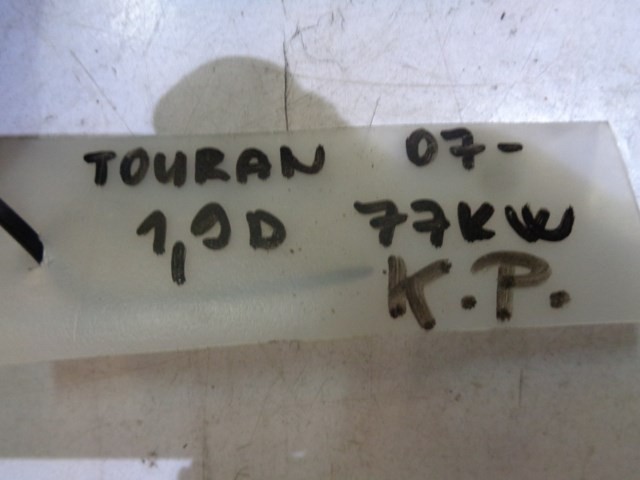 TOURAN 07-
1,9D 77KW
K.P.